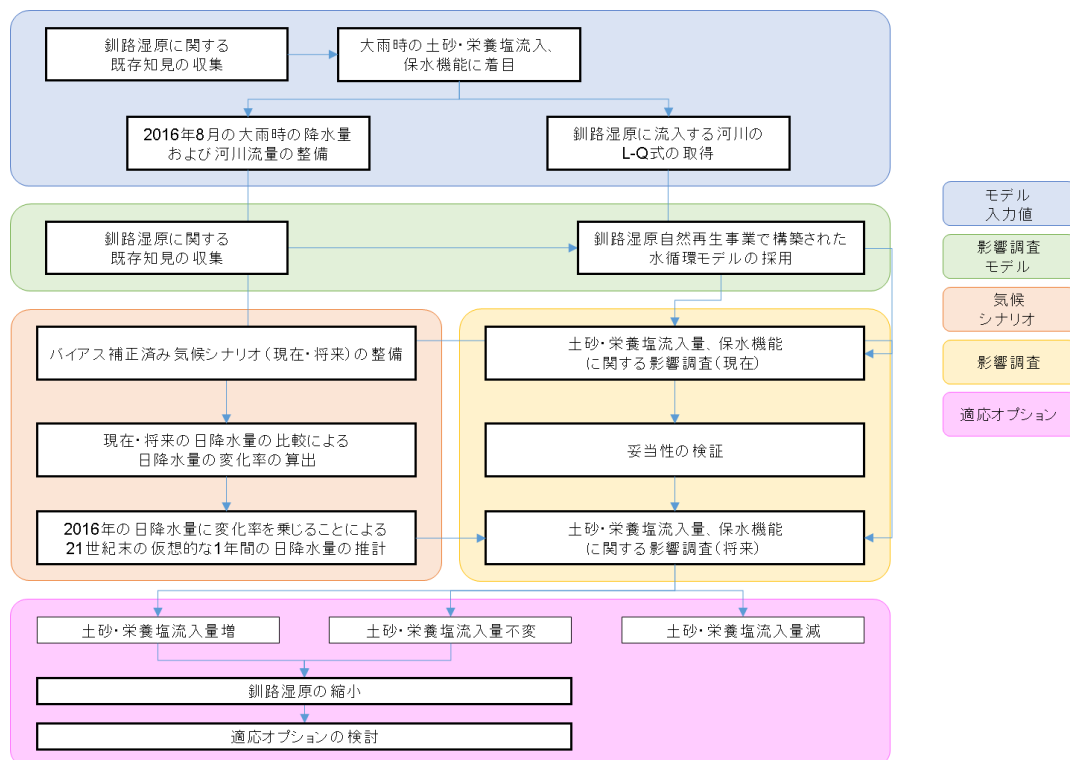 釧路湿原に関する
既存知見の収集
大雨時の土砂・栄養塩流入、
保水機能に着目
2016年8月の大雨時の降水量
および河川流量の整備
釧路湿原に流入する河川の
L-Q式の取得
釧路湿原に関する
既存知見の収集
釧路湿原自然再生事業で構築された
水循環モデルの採用
バイアス補正済み気候シナリオ（現在・将来）の整備
現在・将来の日降水量の比較による
日降水量の変化率の算出
2016年の日降水量に変化率を乗じることによる
21世紀末の仮想的な1年間の日降水量の推計
土砂・栄養塩流入量、保水機能
に関する影響調査（現在）
妥当性の検証
土砂・栄養塩流入量、保水機能
に関する影響調査（将来）
土砂・栄養塩流入量増
土砂・栄養塩流入量不変
土砂・栄養塩流入量減
釧路湿原の縮小
適応オプションの検討
モデル
入力値
影響調査
モデル
気候
シナリオ
影響調査
適応オプション